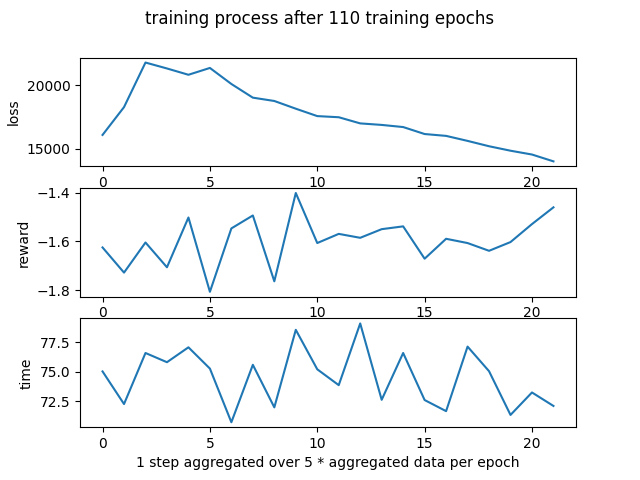 training process after 110 training epochs
20000
15000
loss
0 5 10 15 20
−1.4
−1.6
−1.8
reward
0 5 10 15 20
77.5
75.0
72.5
time
0 5 10 15 20
1 step aggregated over 5 * aggregated data per epoch